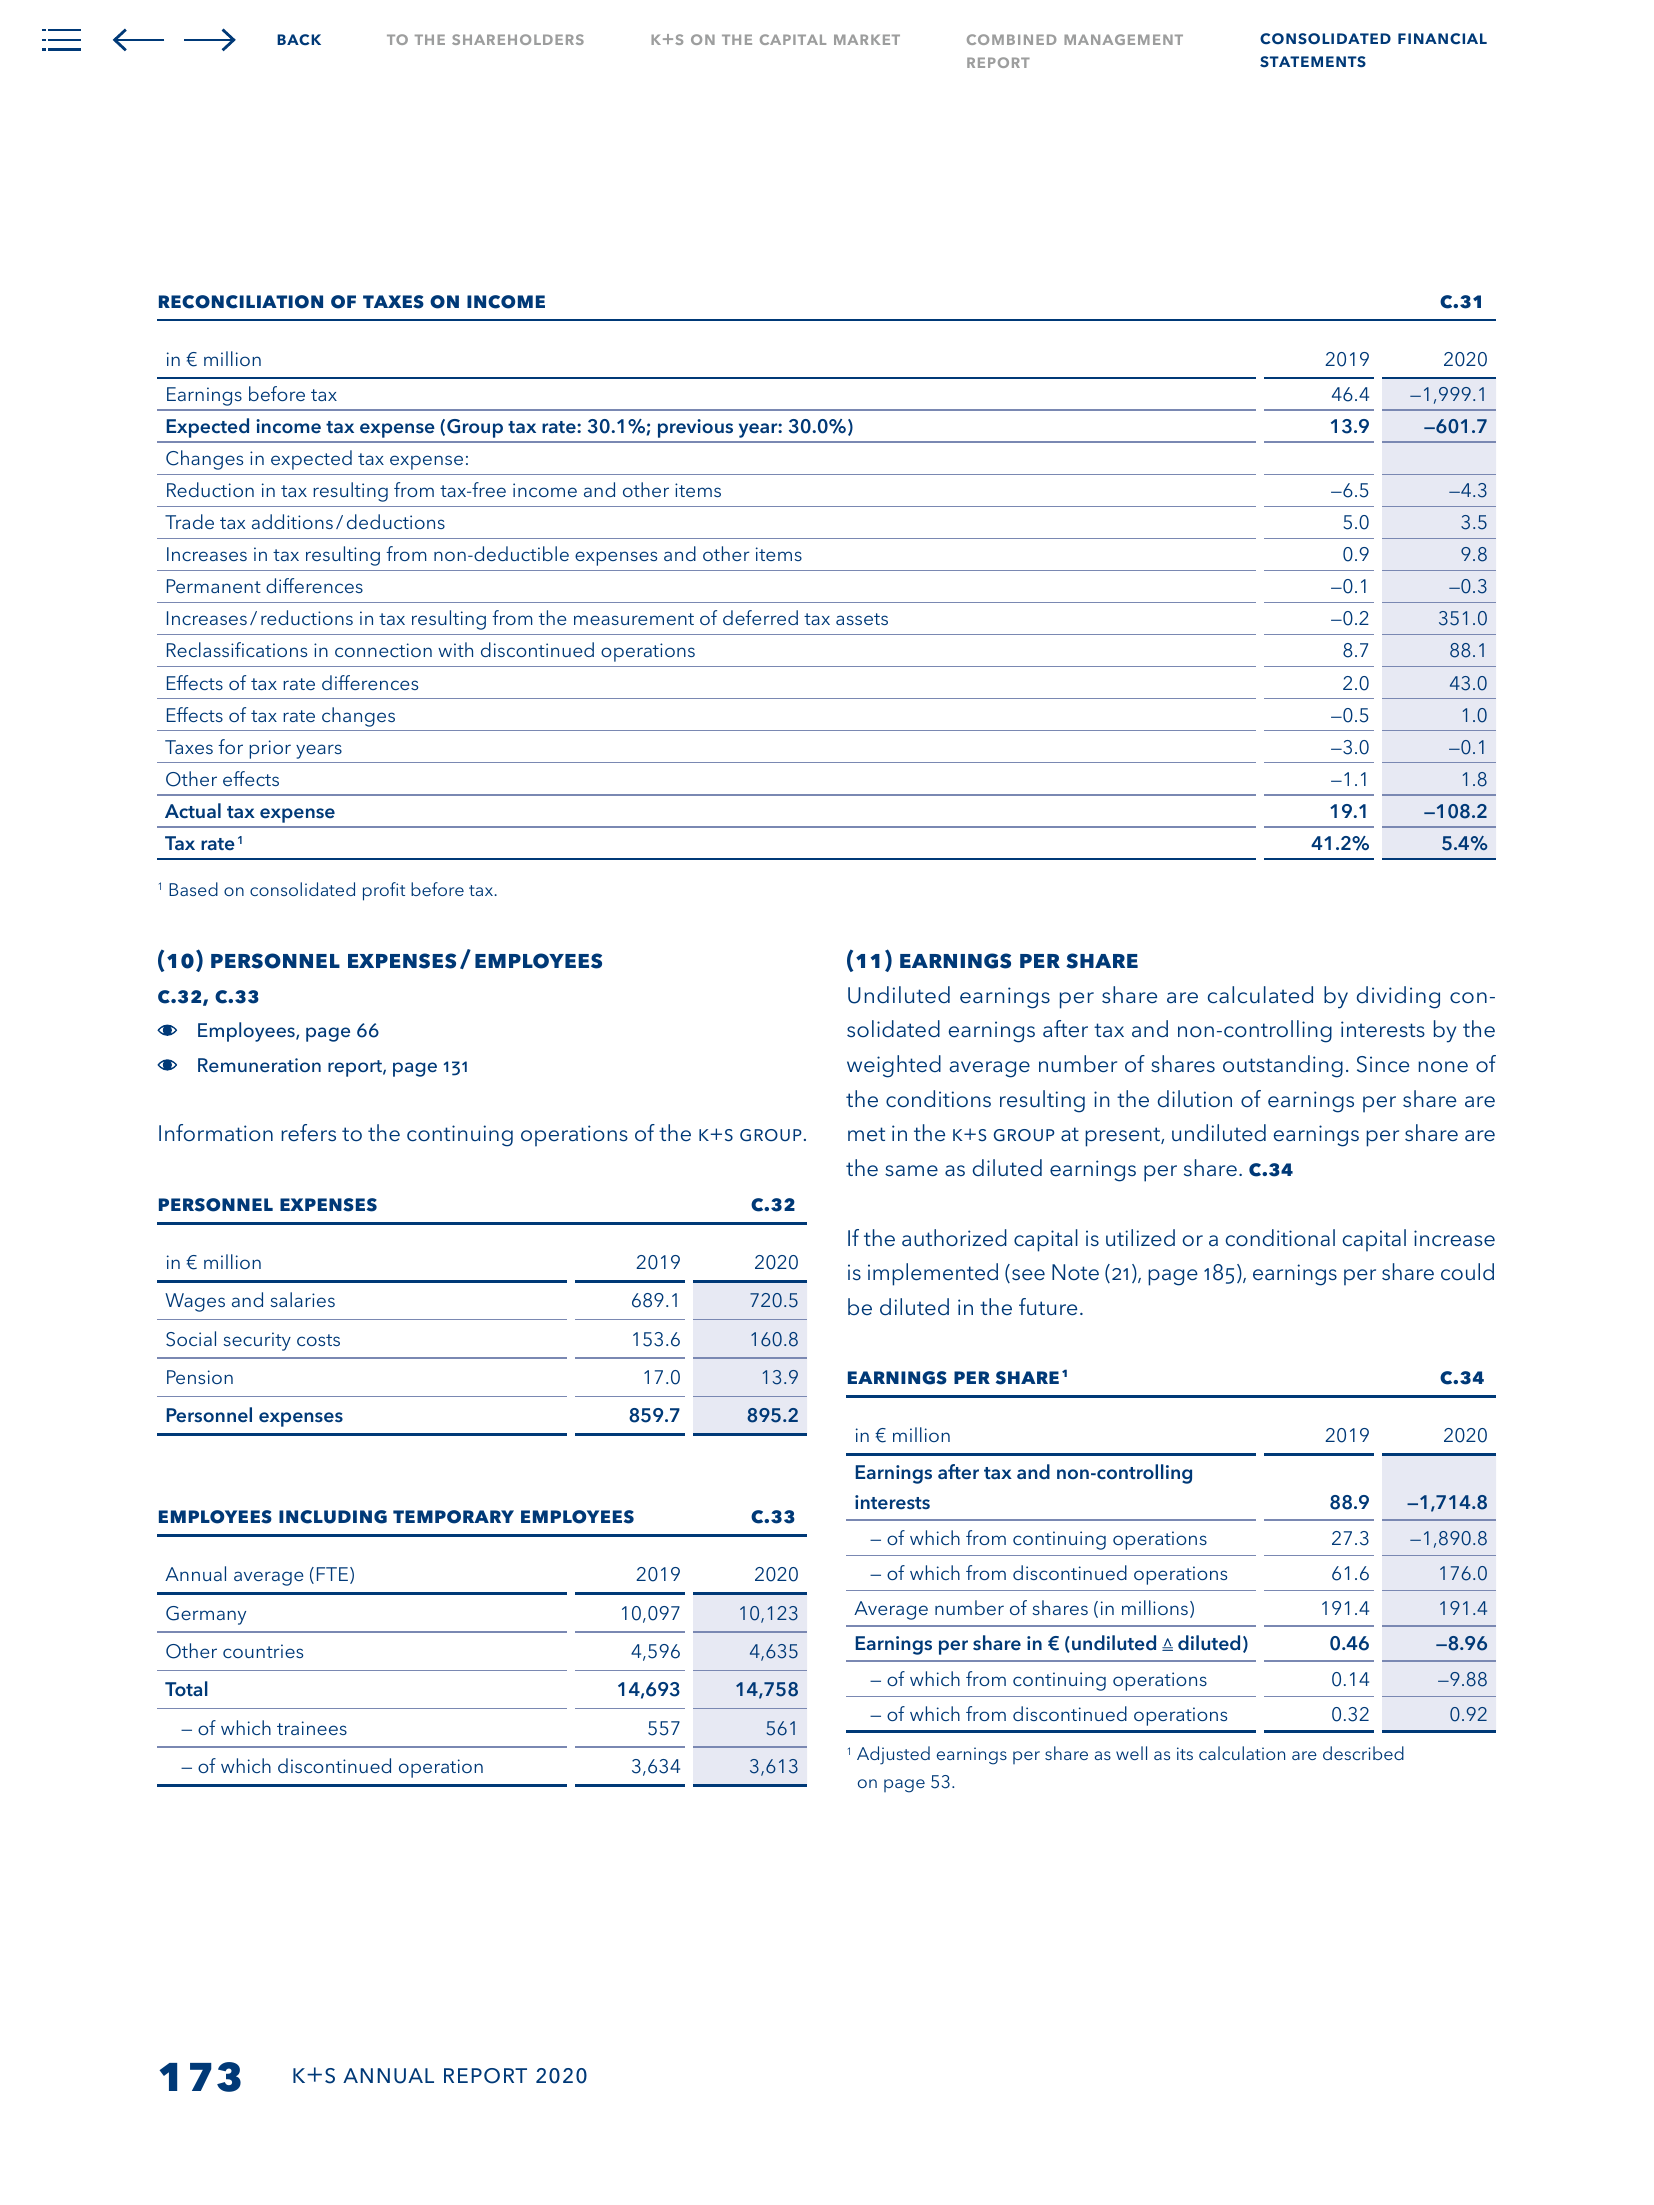 BACK TO THE SHAREHOLDERS K+S ON THE CAPITAL MARKET COMBINED MANAGEMENT REPORT CONSOLIDATED FINANCIAL STATEMENTS
RECONCILIATION OF TAXES ON INCOME C.31
in € million 2019 2020
Earnings before tax 46.4 –1,999.1
Expected income tax expense (Group tax rate: 30.1%; previous year: 30.0%) 13.9 –601.7
Changes in expected tax expense:
Reduction in tax resulting from tax-free income and other items –6.5 –4.3
Trade tax additions/deductions 5.0 3.5
Increases in tax resulting from non-deductible expenses and other items 0.9 9.8
Permanent differences –0.1 –0.3
Increases/reductions in tax resulting from the measurement of deferred tax assets –0.2 351.0
Reclassifications in connection with discontinued operations 8.7 88.1
Effects of tax rate differences 2.0 43.0
Effects of tax rate changes –0.5 1.0
Taxes for prior years –3.0 –0.1
Other effects –1.1 1.8
Actual tax expense 19.1 –108.2
Tax rate¹ 41.2% 5.4%
¹ Based on consolidated profit before tax.
(10) PERSONNEL EXPENSES/EMPLOYEES
C.32, C.33
Employees, page 66
Remuneration report, page 131
Information refers to the continuing operations of the K+S GROUP.
PERSONNEL EXPENSES C.32
in € million 2019 2020
Wages and salaries 689.1 720.5
Social security costs 153.6 160.8
Pension 17.0 13.9
Personnel expenses 859.7 895.2
EMPLOYEES INCLUDING TEMPORARY EMPLOYEES C.33
Annual average (FTE) 2019 2020
Germany 10,097 10,123
Other countries 4,596 4,635
Total 14,693 14,758
– of which trainees 557 561
– of which discontinued operation 3,634 3,613
(11) EARNINGS PER SHARE
Undiluted earnings per share are calculated by dividing con-
solidated earnings after tax and non-controlling interests by the
weighted average number of shares outstanding. Since none of
the conditions resulting in the dilution of earnings per share are
met in the K+S GROUP at present, undiluted earnings per share are
the same as diluted earnings per share. C.34
If the authorized capital is utilized or a conditional capital increase
is implemented (see Note (21), page 185), earnings per share could
be diluted in the future.
EARNINGS PER SHARE¹ C.34
in € million 2019 2020
Earnings after tax and non-controlling
interests 88.9 –1,714.8
– of which from continuing operations 27.3 –1,890.8
– of which from discontinued operations 61.6 176.0
Average number of shares (in millions) 191.4 191.4
Earnings per share in € (undiluted ≙ diluted) 0.46 –8.96
– of which from continuing operations 0.14 –9.88
– of which from discontinued operations 0.32 0.92
¹ Adjusted earnings per share as well as its calculation are described
on page 53.
173 K+S ANNUAL REPORT 2020